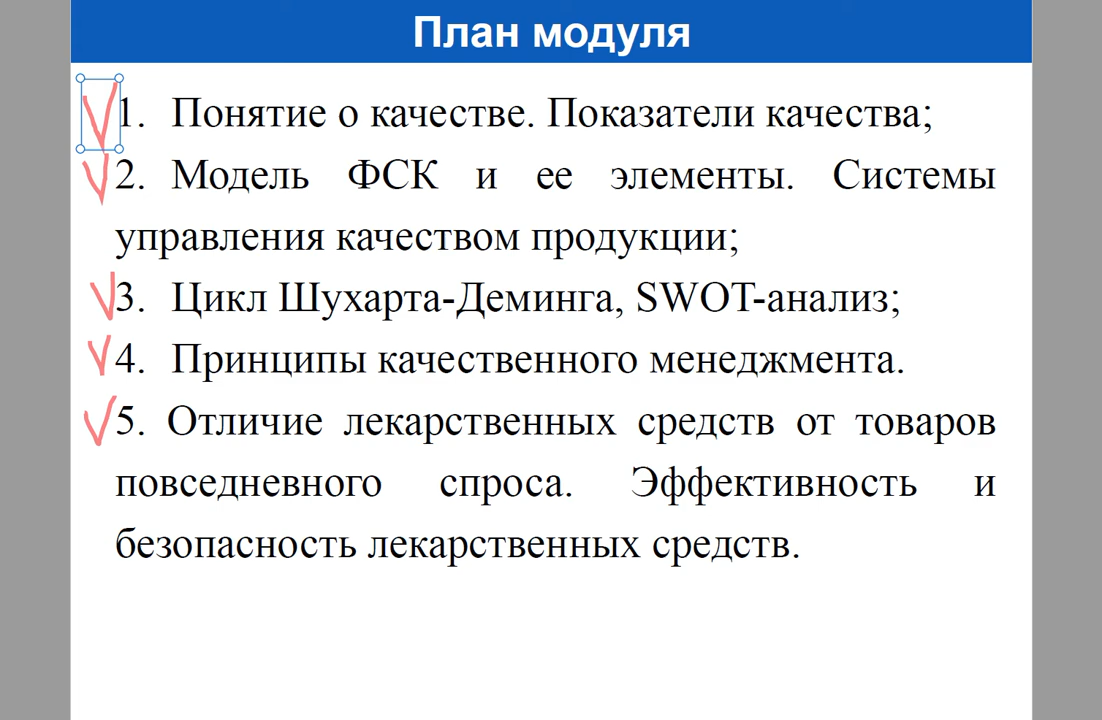 План модуля
1. Понятие о качестве. Показатели качества;
2. Модель ФСК и ее элементы. Системы
управления качеством продукции;
3. Цикл Шухарта-Деминга, SWOT-анализ;
4. Принципы качественного менеджмента.
5. Отличие лекарственных средств от товаров
повседневного спроса. Эффективность и
безопасность лекарственных средств.